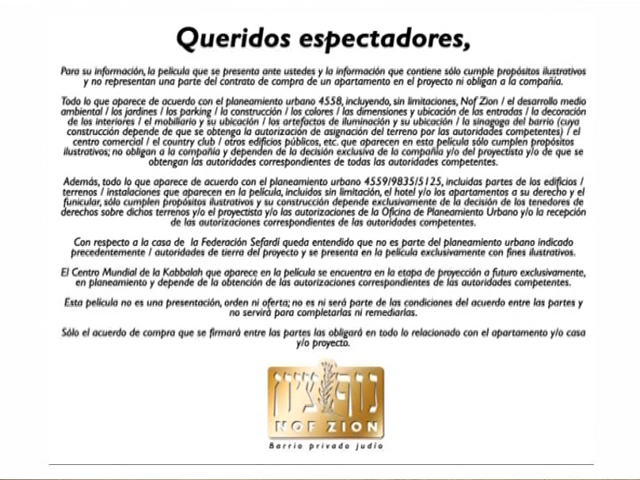 Queridos espectadores,
Para su información, la película que se presenta ante ustedes y la información que contiene sólo cumple propósitos ilustrativos
y no representan una parte del contrato de compra de un apartamento en el proyecto ni obligan a la compañía.
Todo lo que aparece de acuerdo con el planeamiento urbano 4558, incluyendo, sin limitaciones, Nof Zion / el desarrollo medio
ambiental / los jardines / los parking / la construcción / los colores / las dimensiones y ubicación de las entradas / la decoración
de los interiores / el mobiliario y su ubicación / los artefactos de iluminación y su ubicación / la sinagoga del barrio (cuya
construcción depende de que se obtenga la autorización de asignación del terreno por las autoridades competentes) / el
centro comercial / el country club / otros edificios públicos, etc. que aparecen en esta película sólo cumplen propósitos
ilustrativos; no obligan a la compañía y dependen de la decisión exclusiva de la compañía y/o del proyectista y/o de que se
obtengan las autoridades correspondientes de todas las autoridades competentes.
Además, todo lo que aparece de acuerdo con el planeamiento urbano 4559/9835/5125, incluidas partes de los edificios /
terrenos / instalaciones que aparecen en la película, incluidos sin limitación, el hotel y/o los apartamentos a su derecho y el
funicular, sólo cumplen propósitos ilustrativos y su construcción depende exclusivamente de la decisión de los tenedores de
derechos sobre dichos terrenos y/o el proyectista y/o las autorizaciones de la Oficina de Planeamiento Urbano y/o la recepción
de las autorizaciones correspondientes de las autoridades competentes.
Con respecto a la casa de la Federación Sefardí queda entendido que no es parte del planeamiento urbano indicado
precedentemente / autoridades de tierra del proyecto y se presenta en la película exclusivamente con fines ilustrativos.
El Centro Mundial de la Kabbalah que aparece en la película se encuentra en la etapa de proyección a futuro exclusivamente,
en planeamiento y depende de la obtención de las autorizaciones correspondientes de las autoridades competentes.
Esta película no es una presentación, orden ni oferta; no es ni será parte de las condiciones del acuerdo entre las partes y
no servirá para completarlas ni remediarlas.
Sólo el acuerdo de compra que se firmará entre las partes las obligará en todo lo relacionado con el apartamento y/o casa
y/o proyecto.
נוף ציון
NOF ZION
Barrio privado judío